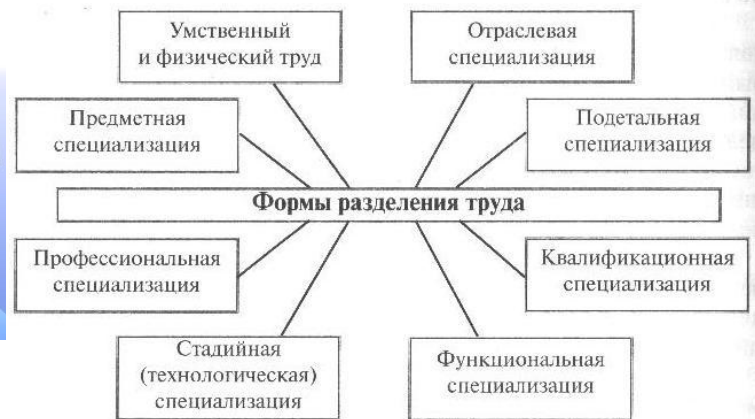 Умственный
и физический труд
Отраслевая
специализация
Предметная
специализация
Подетальная
специализация
Формы разделения труда
Профессиональная
специализация
Квалификационная
специализация
Стадийная
(технологическая)
специализация
Функциональная
специализация